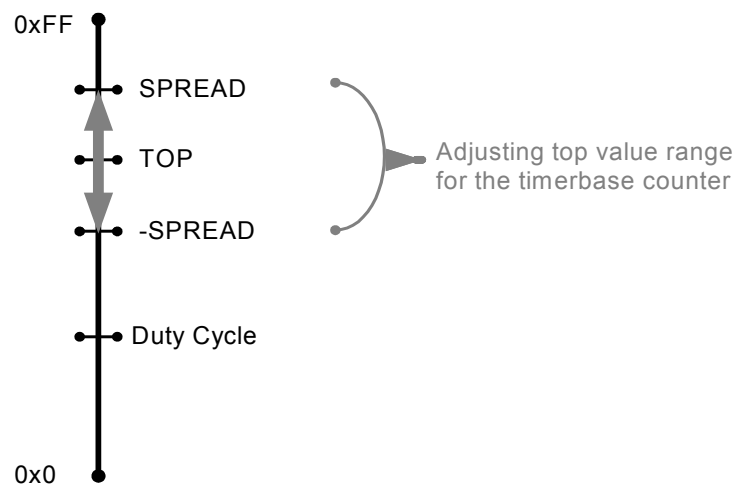 0xFF
SPREAD
TOP
Adjusting top value range
for the timerbase counter
-SPREAD
Duty Cycle
0x0